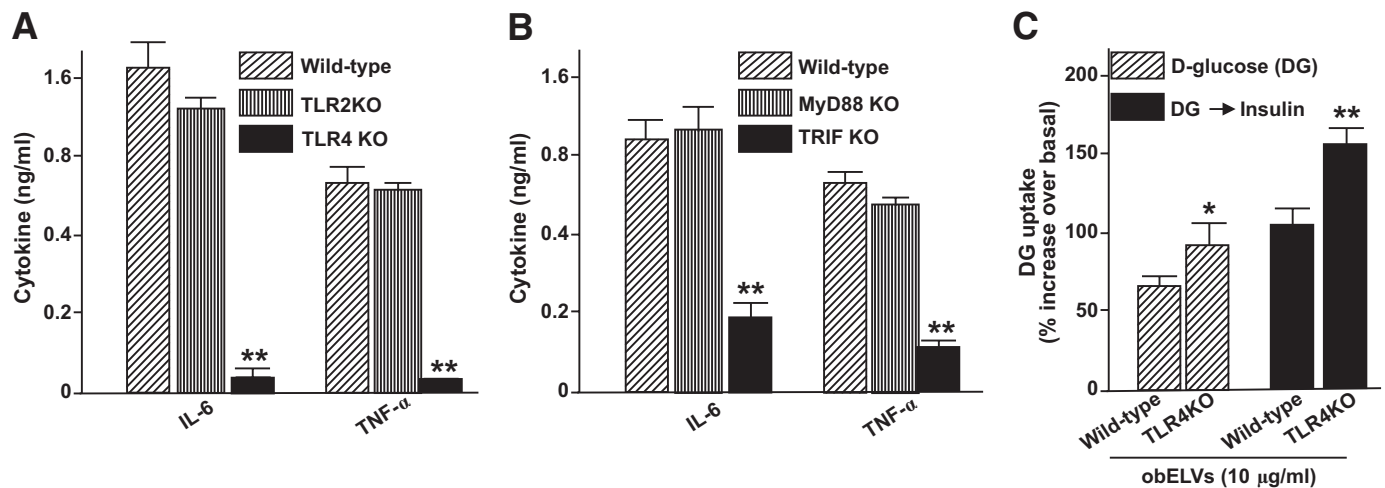 A
Cytokine (ng/ml)
1.6
0.8
0.4
0.2
0
Wild-type
TLR2KO
TLR4 KO
**
**
IL-6
TNF-α
B
Cytokine (ng/ml)
1.6
0.8
0.4
0.2
0
Wild-type
MyD88 KO
TRIF KO
**
**
IL-6
TNF-α
C
DG uptake
(% increase over basal)
200
150
100
50
0
D-glucose (DG)
DG → Insulin
*
**
Wild-type
TLR4KO
Wild-type
TLR4KO
obELVs (10 μg/ml)